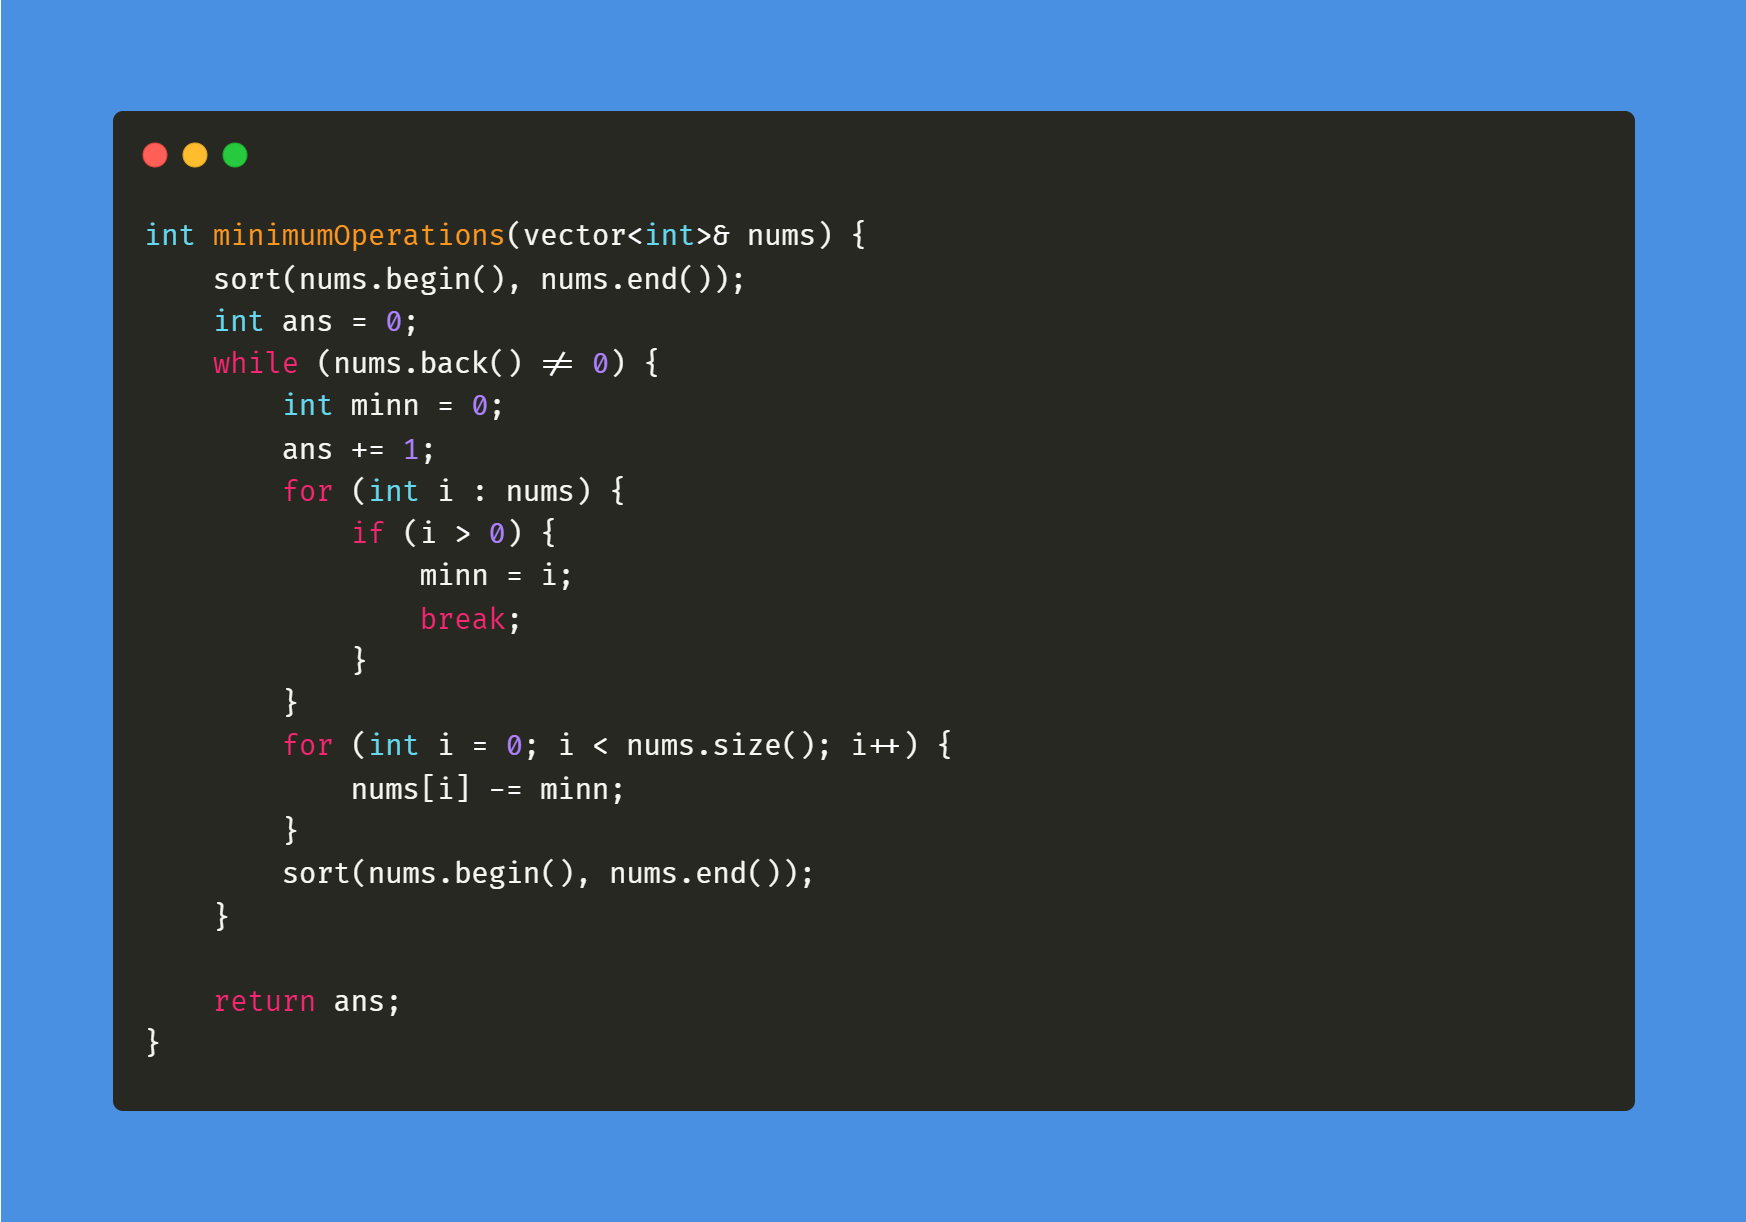 int minimumOperations(vector<int>& nums) {
    sort(nums.begin(), nums.end());
    int ans = 0;
    while (nums.back() != 0) {
        int minn = 0;
        ans += 1;
        for (int i : nums) {
            if (i > 0) {
                minn = i;
                break;
            }
        }
        for (int i = 0; i < nums.size(); i++) {
            nums[i] -= minn;
        }
        sort(nums.begin(), nums.end());
    }

    return ans;
}